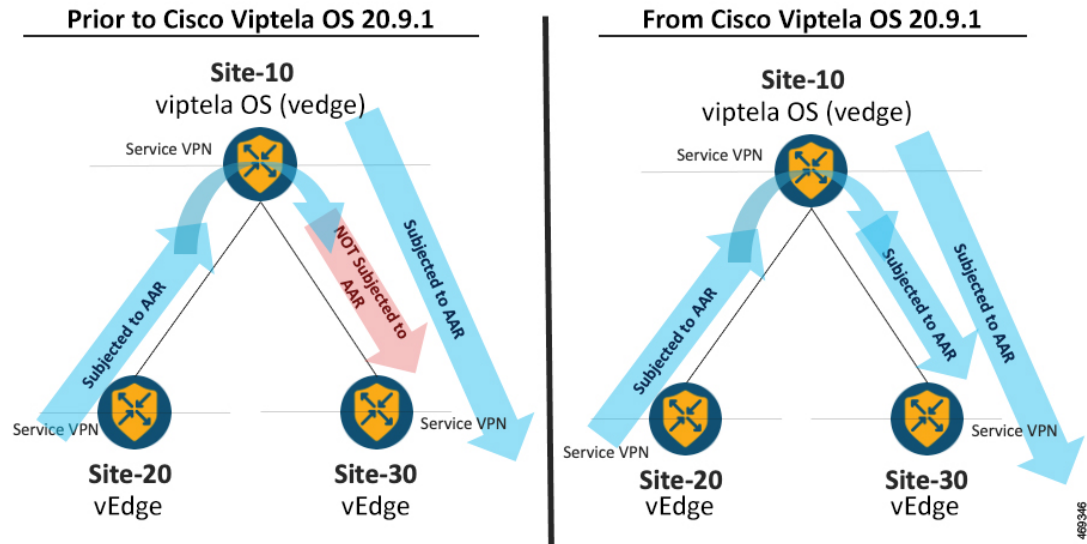 Prior to Cisco Viptela OS 20.9.1
Site-10
viptela OS (vedge)
Service VPN
Subjected to AAR
NOT Subjected to
AAR
Subjected to AAR
Service VPN
Service VPN
Site-20
vEdge
Site-30
vEdge
From Cisco Viptela OS 20.9.1
Site-10
viptela OS (vedge)
Service VPN
Subjected to AAR
Subjected to AAR
Subjected to AAR
Service VPN
Service VPN
Site-20
vEdge
Site-30
vEdge
469346